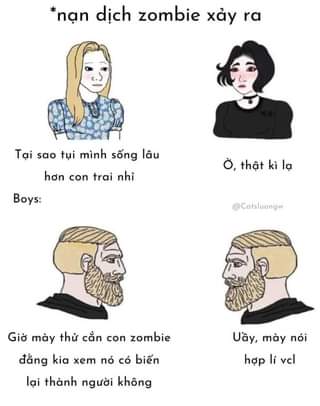 *nạn dịch zombie xảy ra
Tại sao tụi mình sống lâu
hơn con trai nhỉ
Ờ, thật kì lạ
Boys:
@Catsluongw
Giờ mày thử cắn con zombie
đằng kia xem nó có biến
lại thành người không
Uầy, mày nói
hợp lí vcl